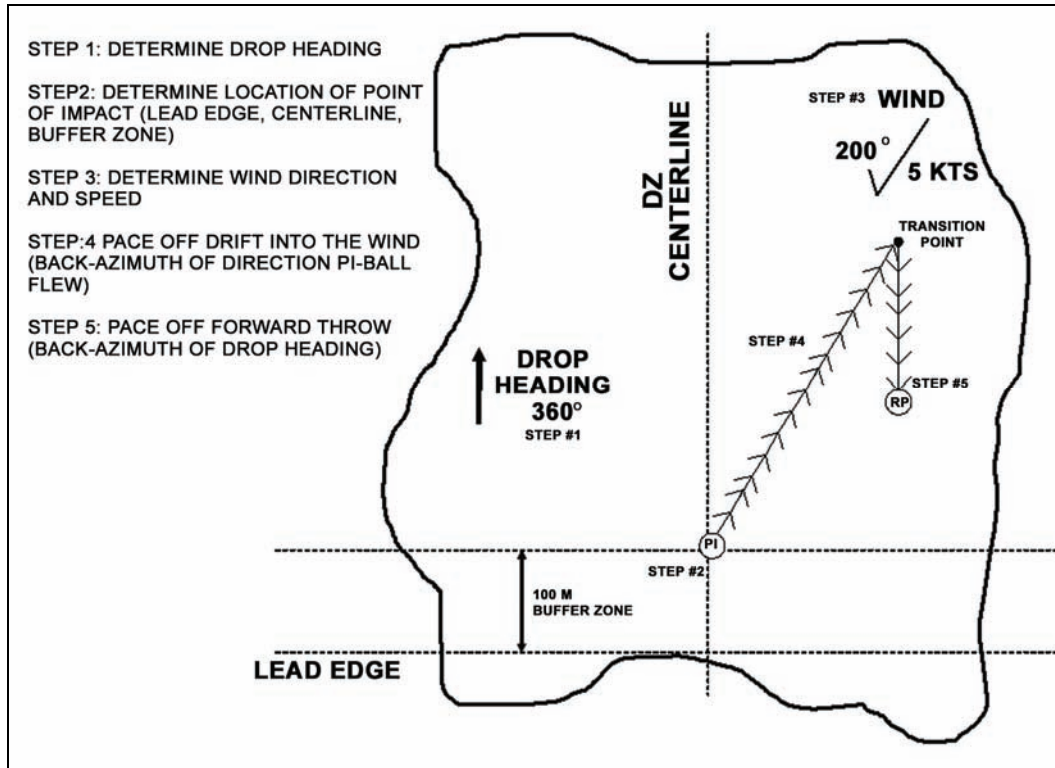 STEP 1: DETERMINE DROP HEADING
STEP2: DETERMINE LOCATION OF POINT
OF IMPACT (LEAD EDGE, CENTERLINE,
BUFFER ZONE)
STEP 3: DETERMINE WIND DIRECTION
AND SPEED
STEP:4 PACE OFF DRIFT INTO THE WIND
(BACK-AZIMUTH OF DIRECTION PI-BALL
FLEW)
STEP 5: PACE OFF FORWARD THROW
(BACK-AZIMUTH OF DROP HEADING)
DZ
CENTERLINE
STEP #3 WIND
200°
5 KTS
TRANSITION
POINT
STEP #4
STEP #5
RP
DROP
HEADING
360°
STEP #1
PI
STEP #2
100 M
BUFFER ZONE
LEAD EDGE